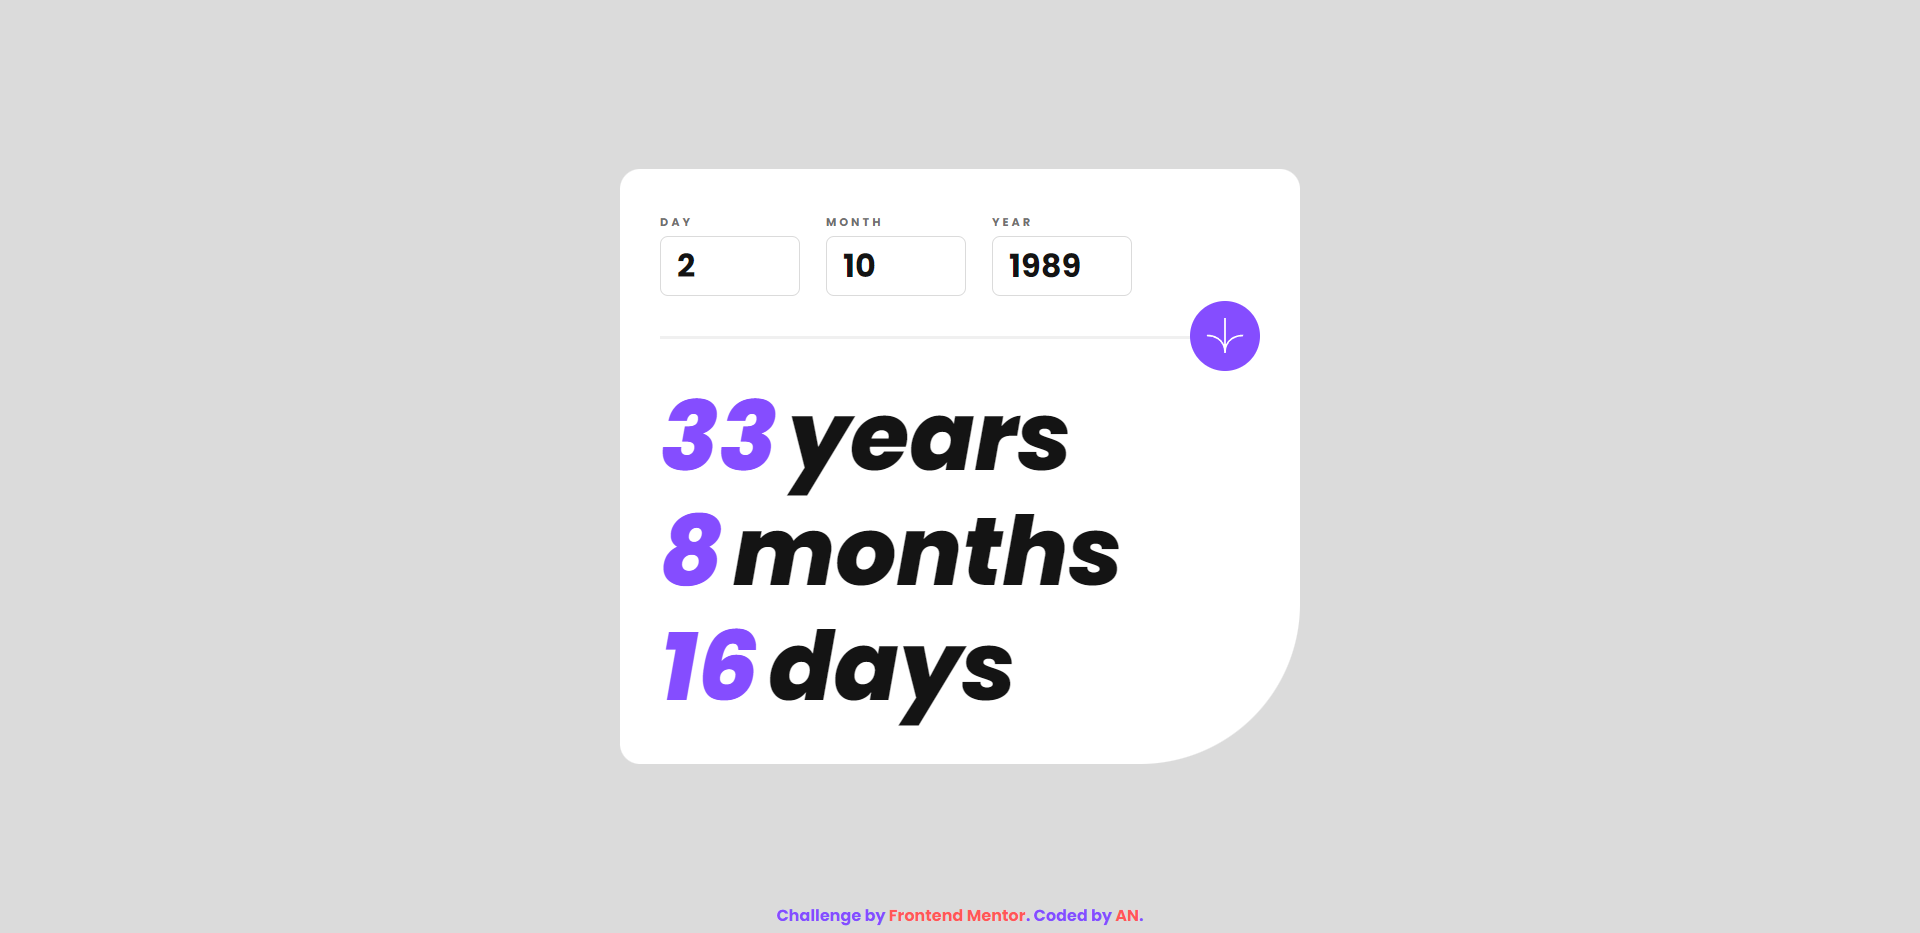 DAY MONTH YEAR
2 10 1989
33 years
8 months
16 days
Challenge by Frontend Mentor. Coded by AN.